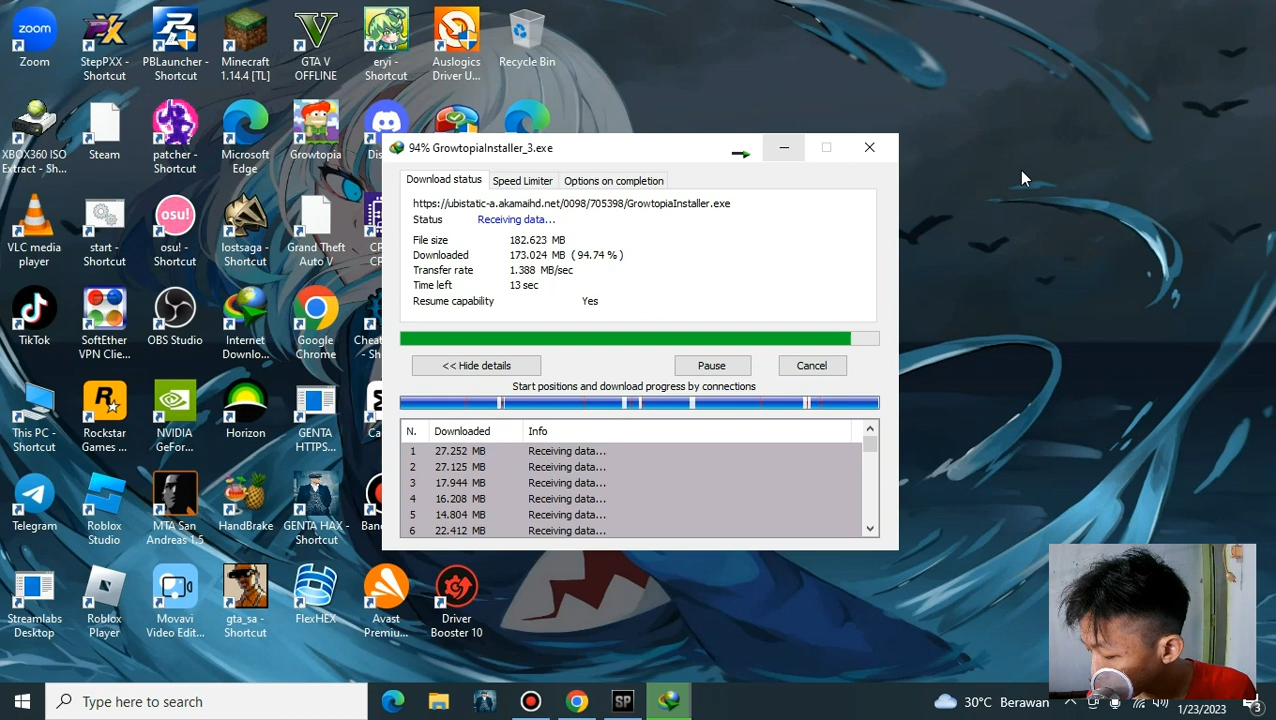 Zoom
StepPXX -
Shortcut
PBLauncher -
Shortcut
Minecraft
1.14.4 [TL]
GTA V
OFFLINE
eryi -
Shortcut
Auslogics
Driver U...
Recycle Bin
XBOX360 ISO
Extract - Sh...
Steam
patcher -
Shortcut
Microsoft
Edge
Growtopia
94% GrowtopiaInstaller_3.exe
Download status
Speed Limiter
Options on completion
https://ubistatic-a.akamaihd.net/0098/705398/GrowtopiaInstaller.exe
Status Receiving data...
File size 182.623 MB
Downloaded 173.024 MB ( 94.74 % )
Transfer rate 1.388 MB/sec
Time left 13 sec
Resume capability Yes
<< Hide details
Pause
Cancel
Start positions and download progress by connections
N. Downloaded Info
1 27.252 MB Receiving data...
2 27.125 MB Receiving data...
3 17.944 MB Receiving data...
4 16.208 MB Receiving data...
5 14.804 MB Receiving data...
6 22.412 MB Receiving data...
VLC media
player
start -
Shortcut
osu!
osu! -
Shortcut
lostsaga -
Shortcut
Grand Theft
Auto V
TikTok
SoftEther
VPN Clie...
OBS Studio
Internet
Downlo...
Google
Chrome
This PC -
Shortcut
Rockstar
Games ...
NVIDIA
GeFor...
Horizon
GENTA
HTTPS...
Telegram
Roblox
Studio
MTA San
Andreas 1.5
HandBrake
GENTA HAX -
Shortcut
Streamlabs
Desktop
Roblox
Player
Movavi
Video Edit...
gta_sa -
Shortcut
FlexHEX
Avast
Premiu...
Driver
Booster 10
Type here to search
SP
30°C Berawan
1/23/2023
3